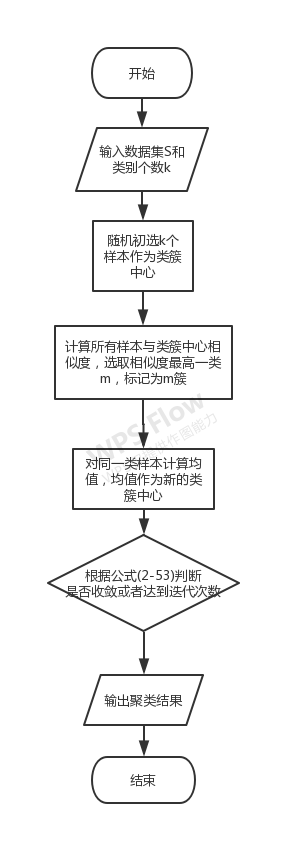 开始
输入数据集S和
类别个数k
随机初选k个
样本作为类簇
中心
计算所有样本与类簇中心相
似度，选取相似度最高一类
m，标记为m簇
对同一类样本计算均
值，均值作为新的类
簇中心
根据公式(2-53)判断
是否收敛或者达到迭代次数
输出聚类结果
结束
WPS Flow
作图能力